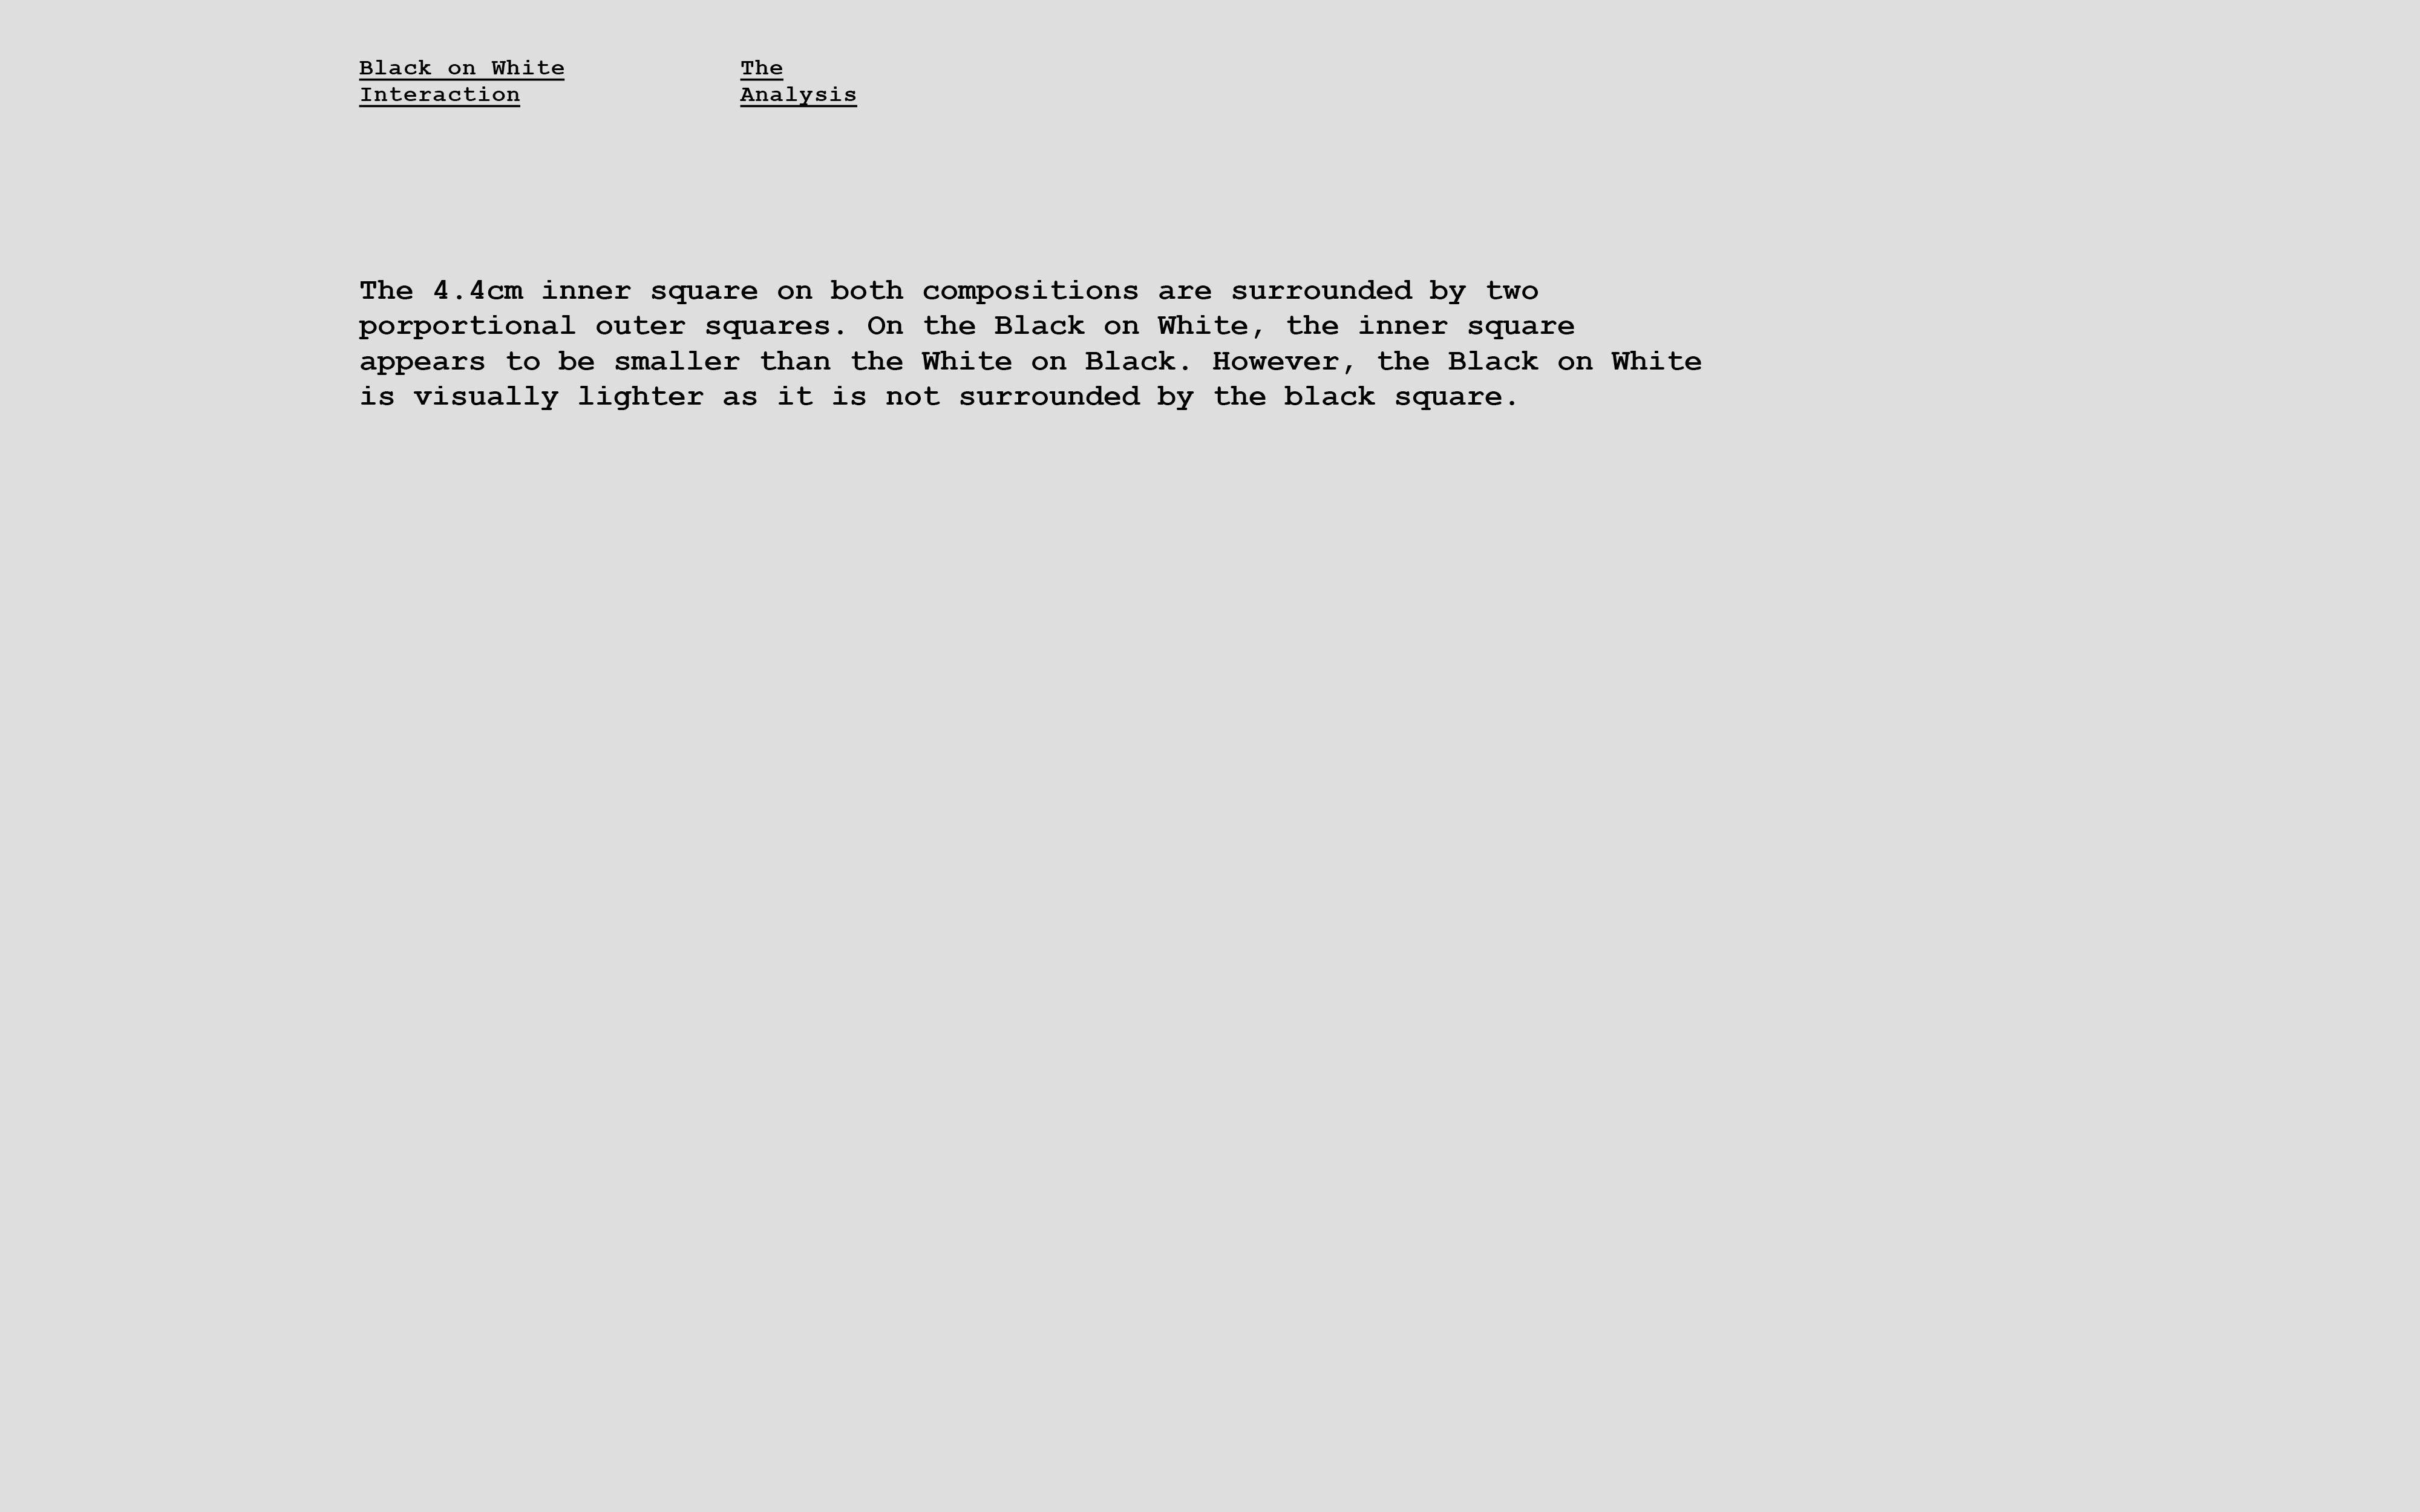 Black on White
Interaction
The
Analysis
The 4.4cm inner square on both compositions are surrounded by two
porportional outer squares. On the Black on White, the inner square
appears to be smaller than the White on Black. However, the Black on White
is visually lighter as it is not surrounded by the black square.